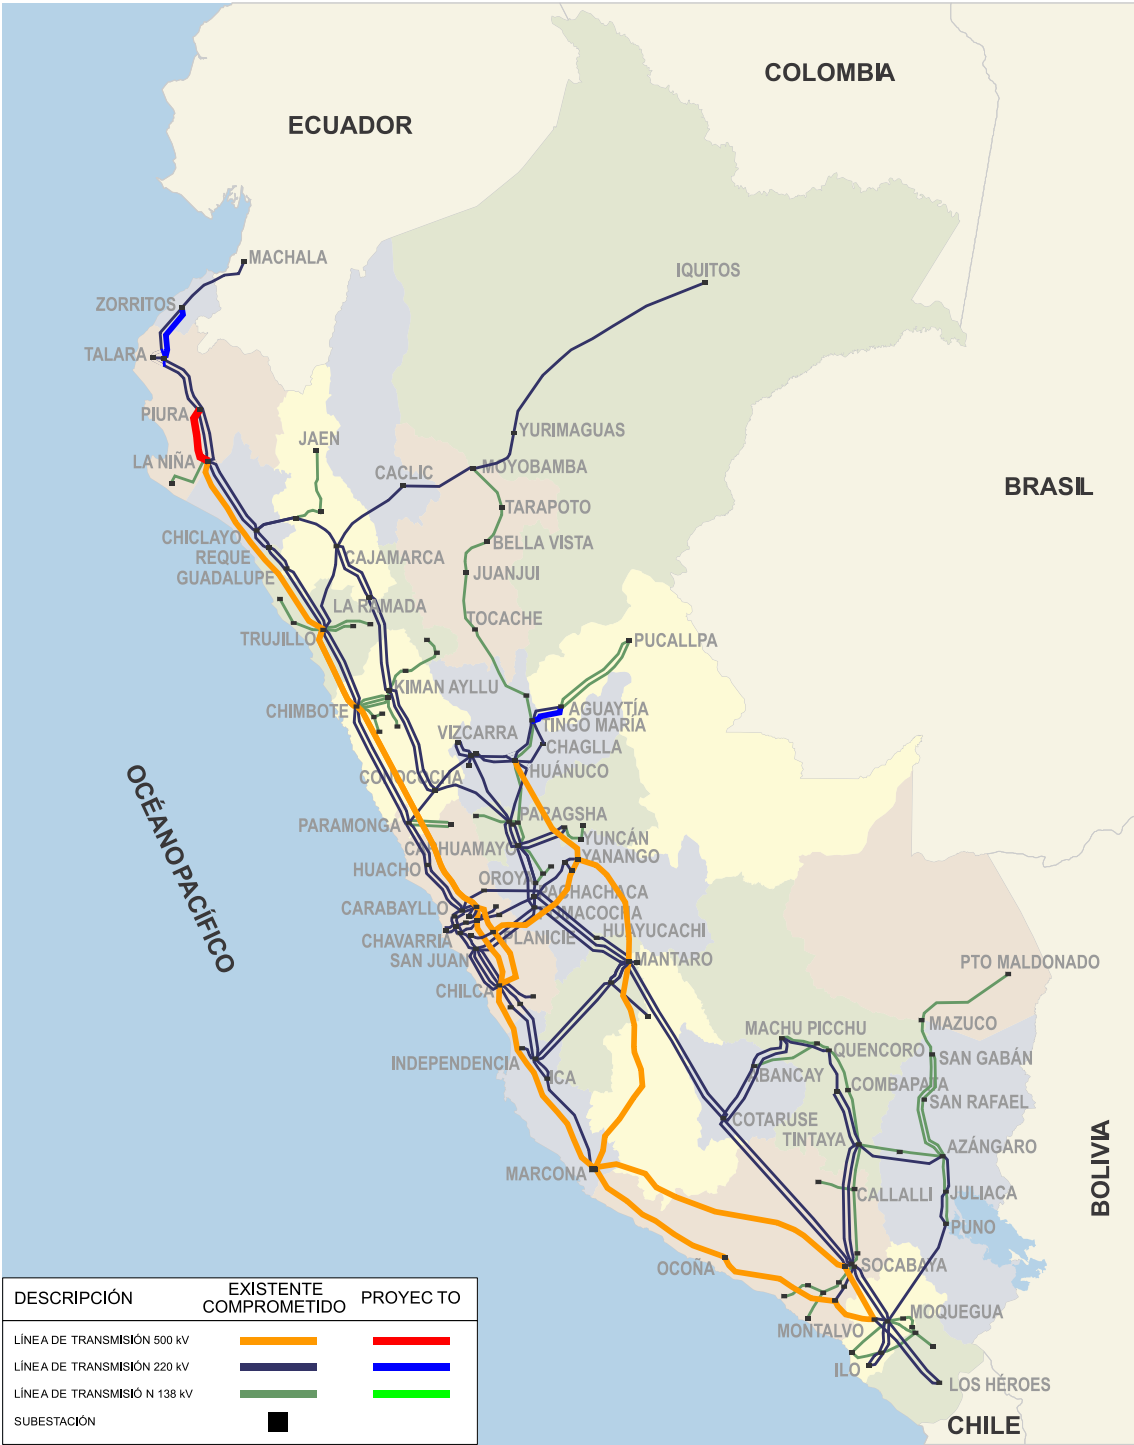 COLOMBIA
ECUADOR
MACHALA
IQUITOS
ZORRITOS
TALARA
PIURA
JAEN
YURIMAGUAS
LA NIÑA
CACLIC
MOYOBAMBA
BRASIL
TARAPOTO
CHICLAYO
BELLA VISTA
REQUE
CAJAMARCA
GUADALUPE
JUANJUI
LA RAMADA
TOCACHE
TRUJILLO
PUCALLPA
KIMAN AYLLU
CHIMBOTE
AGUAYTÍA
TINGO MARÍA
VIZCARRA
CHAGLLA
CONOCOCHA
HUÁNUCO
OCÉANOPACÍFICO
PARAMONGA
PARAGSHA
YUNCÁN
CARHUAMAYO
YANANGO
HUACHO
OROYA
PACHACHACA
CARABAYLLO
POMACOCHA
CHAVARRIA
PLANICIE
HUAYUCACHI
SAN JUAN
MANTARO
PTO MALDONADO
CHILCA
MAZUCO
MACHU PICCHU
QUENCORO
SAN GABÁN
INDEPENDENCIA
ICA
ABANCAY
COMBAPATA
SAN RAFAEL
COTARUSE
TINTAYA
AZÁNGARO
BOLIVIA
MARCONA
CALLALLI
JULIACA
PUNO
OCOÑA
SOCABAYA
MOQUEGUA
MONTALVO
ILO
LOS HÉROES
CHILE
DESCRIPCIÓN EXISTENTE COMPROMETIDO PROYEC TO
LÍNEA DE TRANSMISIÓN 500 kV
LÍNEA DE TRANSMISIÓN 220 kV
LÍNEA DE TRANSMISIÓ N 138 kV
SUBESTACIÓN